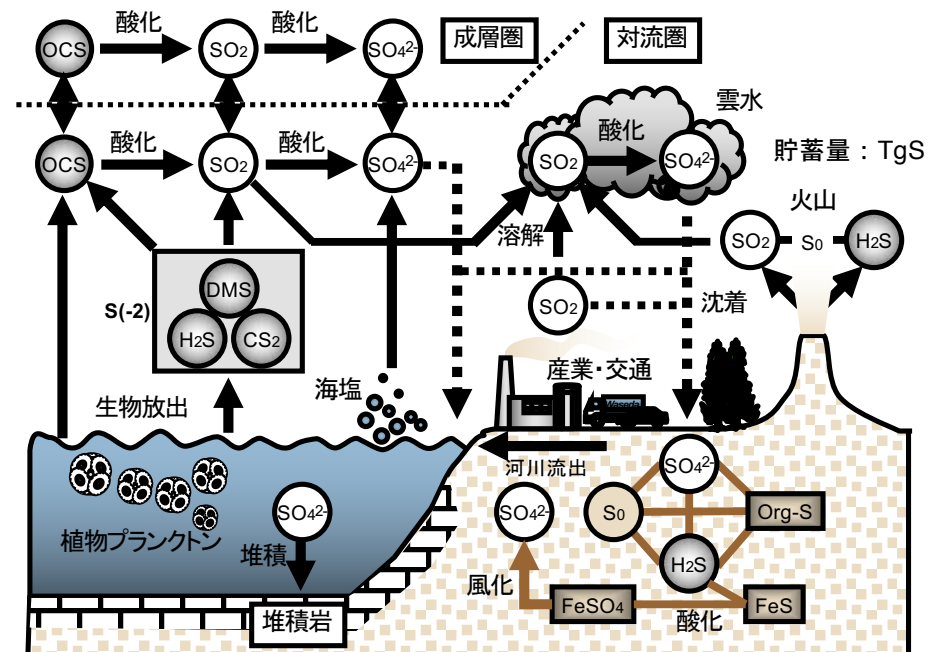 酸化
酸化
成層圏
対流圏
OCS
SO2
SO4²⁻
雲水
酸化
酸化
酸化
OCS
SO2
SO4²⁻
SO2
SO4²⁻
貯蓄量：TgS
火山
溶解
SO2
S0
H2S
DMS
S(-2)
H2S
CS2
SO2
沈着
産業・交通
海塩
Waseda
生物放出
河川流出
SO4²⁻
SO4²⁻
SO4²⁻
S0
Org-S
植物プランクトン
堆積
H2S
風化
FeSO4
FeS
堆積岩
酸化